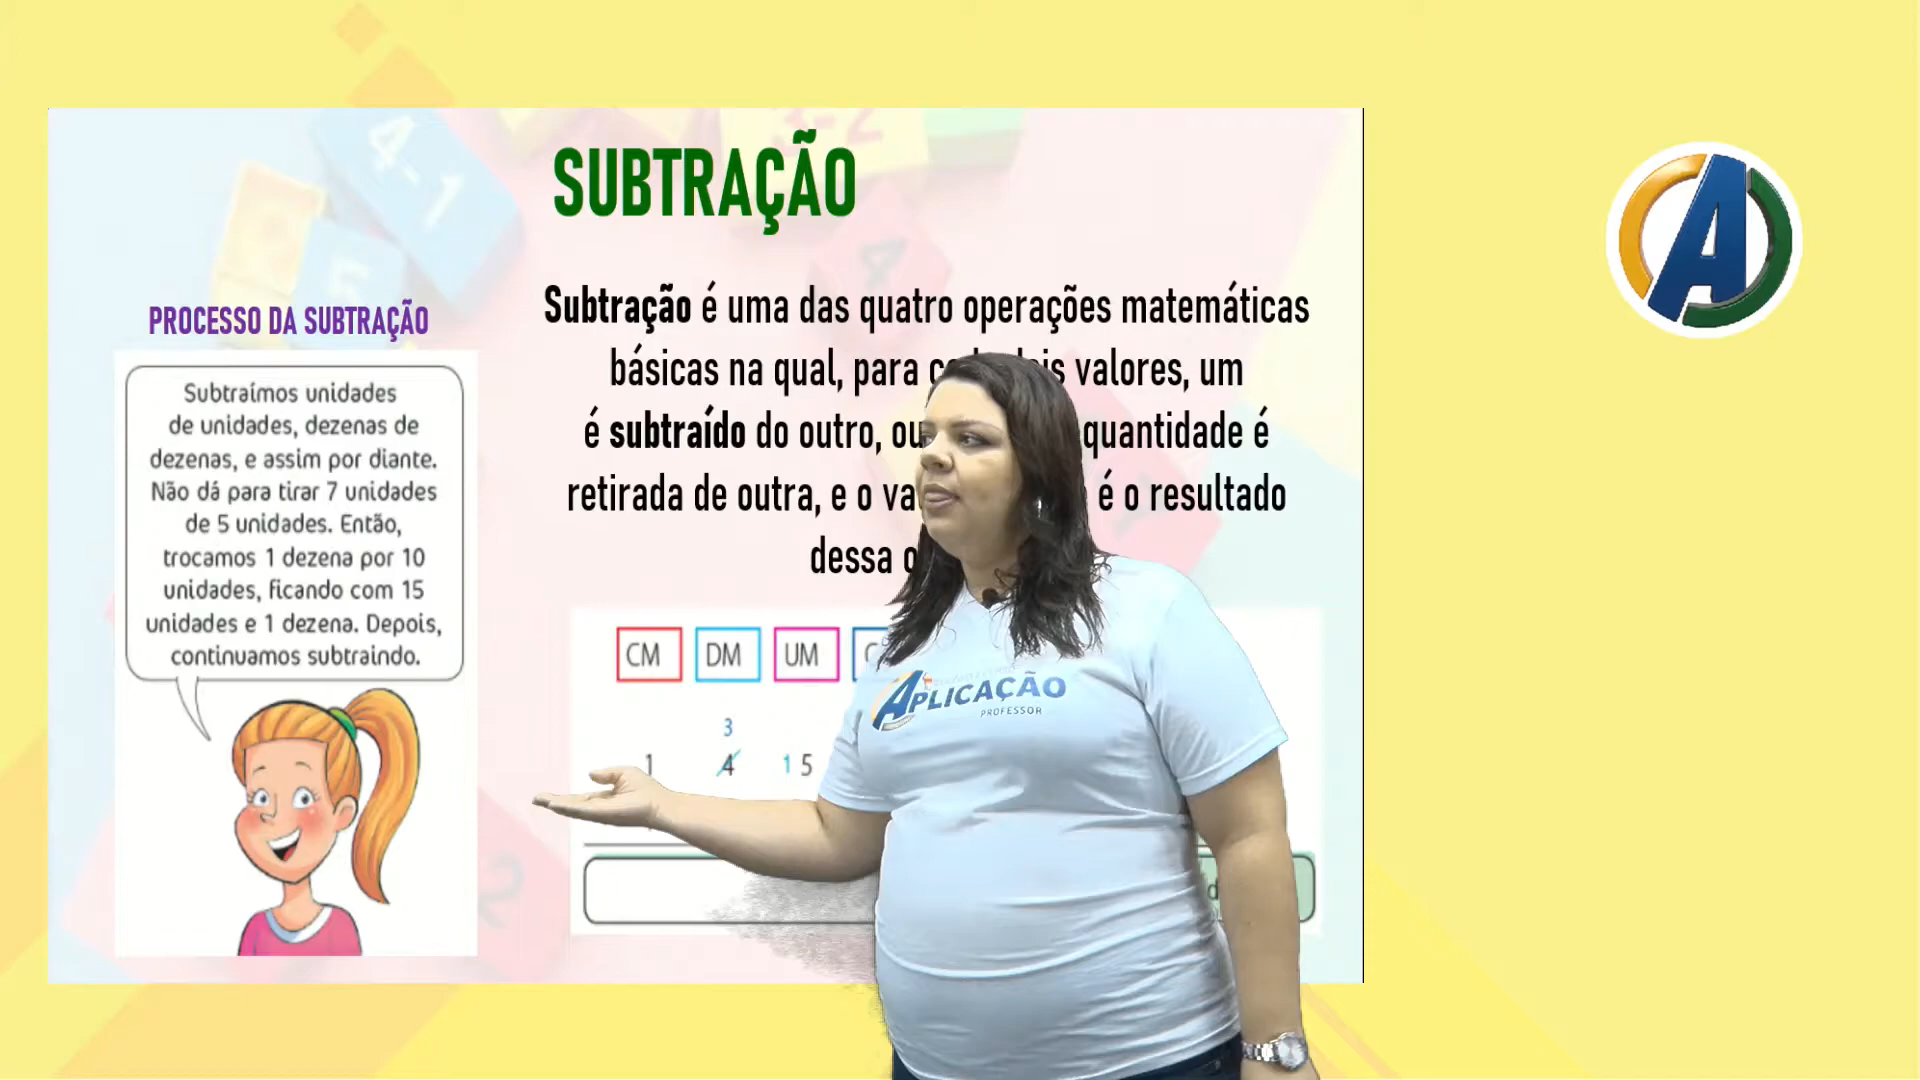 SUBTRAÇÃO
PROCESSO DA SUBTRAÇÃO
Subtraímos unidades
de unidades, dezenas de
dezenas, e assim por diante.
Não dá para tirar 7 unidades
de 5 unidades. Então,
trocamos 1 dezena por 10
unidades, ficando com 15
unidades e 1 dezena. Depois,
continuamos subtraindo.
Subtração é uma das quatro operações matemáticas
básicas na qual, para valores, um
é subtraído do outro, quantidade é
retirada de outra, e o é o resultado
dessa
CM DM UM C
3
1 4 1 5
APLICAÇÃO
PROFESSOR
A